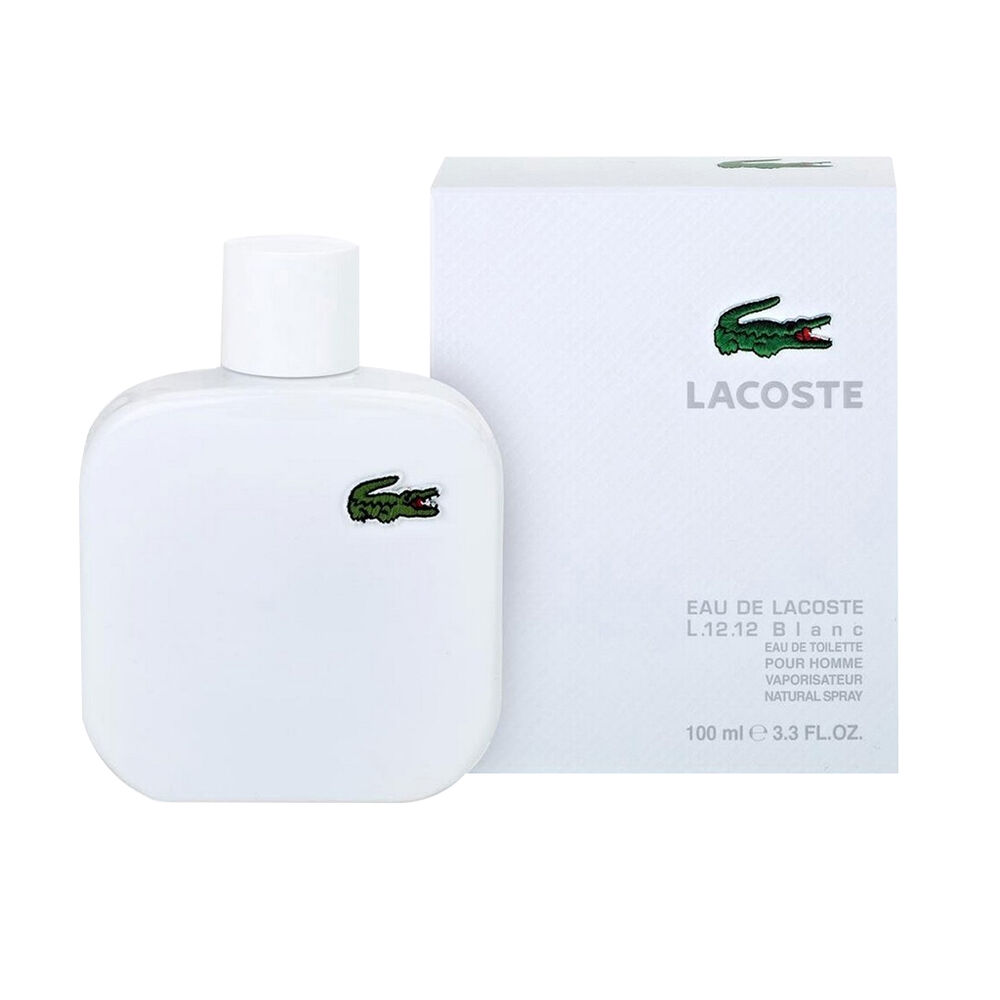 LACOSTE
EAU DE LACOSTE
L.12.12 Blanc
EAU DE TOILETTE
POUR HOMME
VAPORISATEUR
NATURAL SPRAY
100 ml ℮ 3.3 FL.OZ.